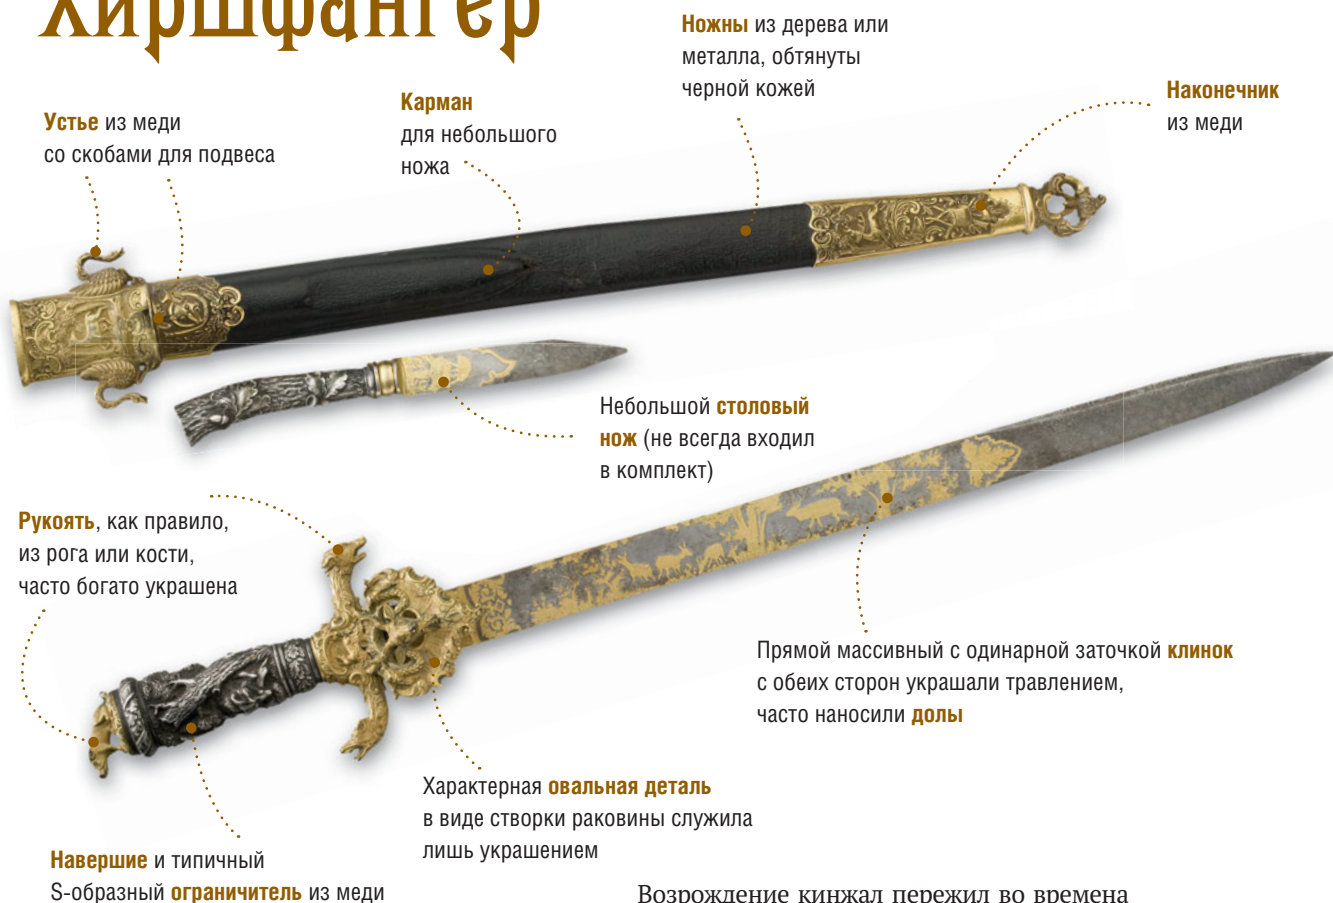 Хиршфангер
Ножны из дерева или
металла, обтянуты
черной кожей
Карман
для небольшого
ножа
Наконечник
из меди
Устье из меди
со скобами для подвеса
Небольшой столовый
нож (не всегда входил
в комплект)
Рукоять, как правило,
из рога или кости,
часто богато украшена
Прямой массивный с одинарной заточкой клинок
с обеих сторон украшали травлением,
часто наносили долы
Характерная овальная деталь
в виде створки раковины служила
лишь украшением
Навершие и типичный
S-образный ограничитель из меди
Возрождение кинжал пережил во времена